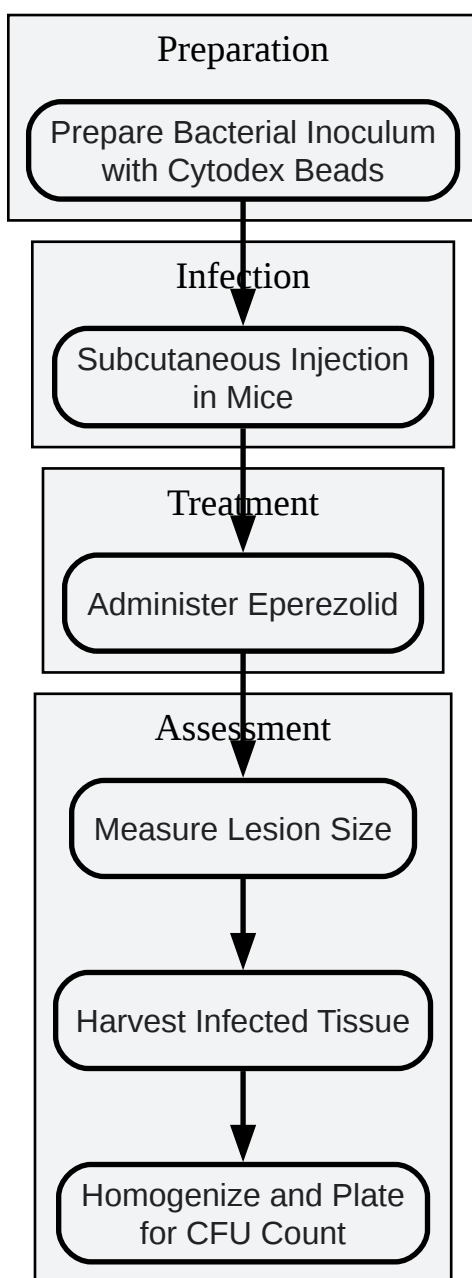 Preparation
Prepare Bacterial Inoculum
with Cytodex Beads
Infection
Subcutaneous Injection
in Mice
Treatment
Administer Eperezolid
Assessment
Measure Lesion Size
Harvest Infected Tissue
Homogenize and Plate
for CFU Count